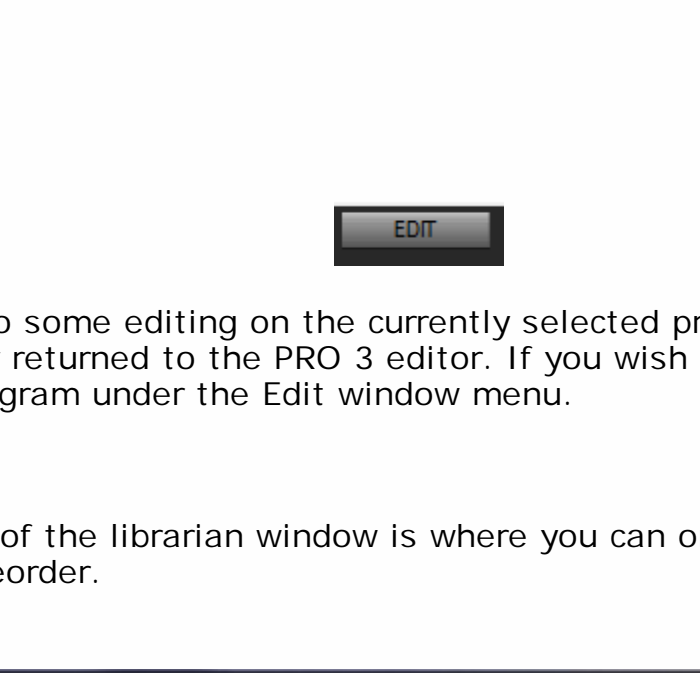 EDIT
some editing on the currently selected
returned to the PRO 3 editor. If you wish
gram under the Edit window menu.
of the librarian window is where you can
eorder.